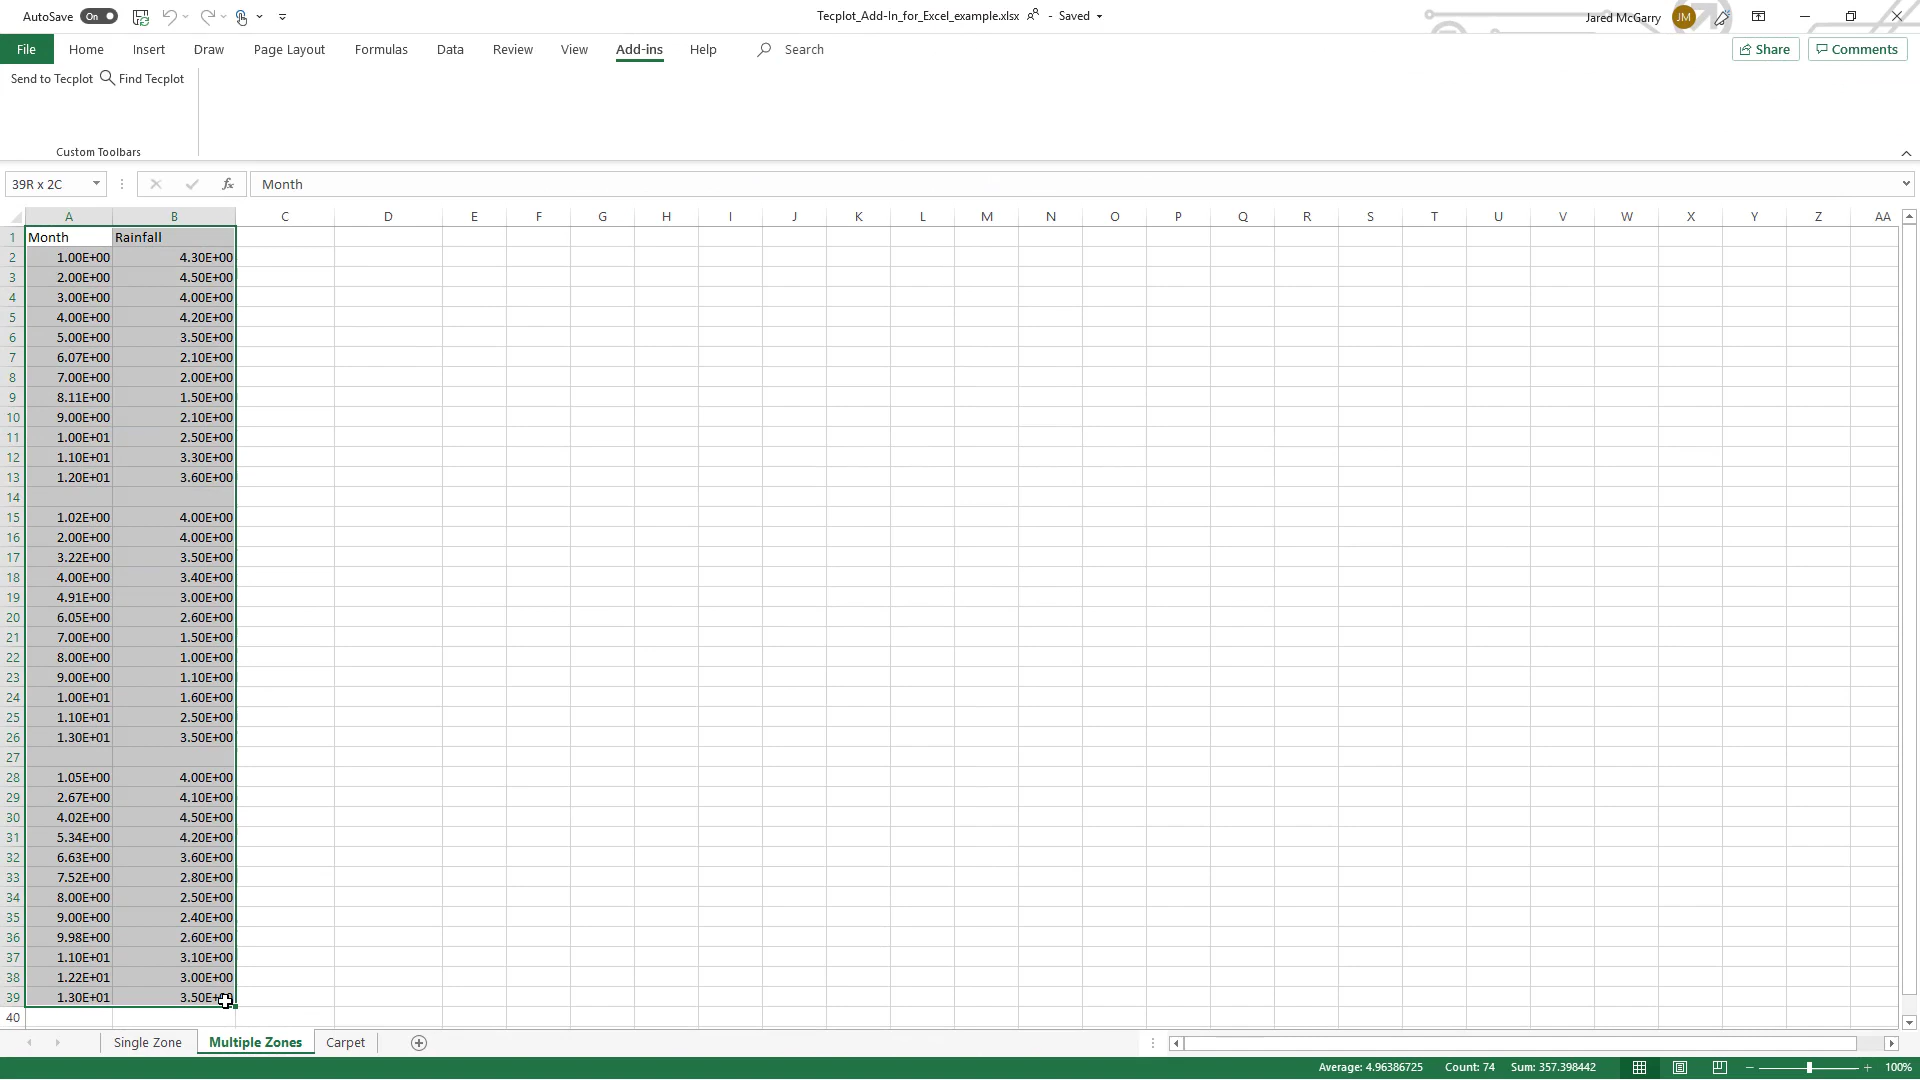 AutoSave On Tecplot_Add-In_for_Excel_example.xlsx - Saved Jared McGarry JM
File Home Insert Draw Page Layout Formulas Data Review View Add-ins Help Search Share Comments
Send to Tecplot Find Tecplot
Custom Toolbars
39R x 2C fx Month
A B C D E F G H I J K L M N O P Q R S T U V W X Y Z AA
1 Month Rainfall
2 1.00E+00 4.30E+00
3 2.00E+00 4.50E+00
4 3.00E+00 4.00E+00
5 4.00E+00 4.20E+00
6 5.00E+00 3.50E+00
7 6.07E+00 2.10E+00
8 7.00E+00 2.00E+00
9 8.11E+00 1.50E+00
10 9.00E+00 2.10E+00
11 1.00E+01 2.50E+00
12 1.10E+01 3.30E+00
13 1.20E+01 3.60E+00
14
15 1.02E+00 4.00E+00
16 2.00E+00 4.00E+00
17 3.22E+00 3.50E+00
18 4.00E+00 3.40E+00
19 4.91E+00 3.00E+00
20 6.05E+00 2.60E+00
21 7.00E+00 1.50E+00
22 8.00E+00 1.00E+00
23 9.00E+00 1.10E+00
24 1.00E+01 1.60E+00
25 1.10E+01 2.50E+00
26 1.30E+01 3.50E+00
27
28 1.05E+00 4.00E+00
29 2.67E+00 4.10E+00
30 4.02E+00 4.50E+00
31 5.34E+00 4.20E+00
32 6.63E+00 3.60E+00
33 7.52E+00 2.80E+00
34 8.00E+00 2.50E+00
35 9.00E+00 2.40E+00
36 9.98E+00 2.60E+00
37 1.10E+01 3.10E+00
38 1.22E+01 3.00E+00
39 1.30E+01
40
Single Zone Multiple Zones Carpet
Average: 4.96386725 Count: 74 Sum: 357.398442 100%